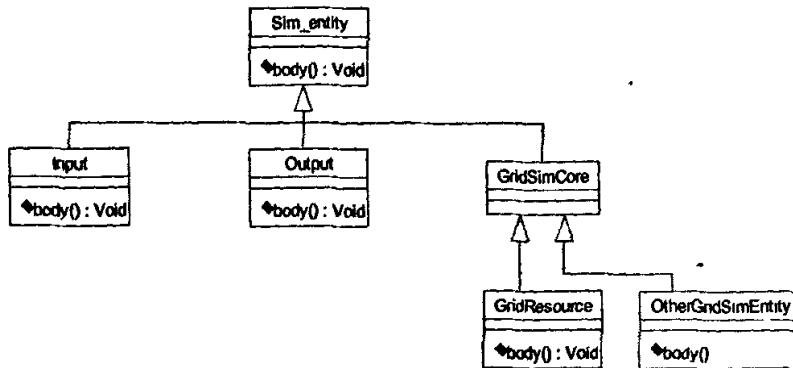 Sim_entity
body() : Void
Input
body() : Void
Output
body() : Void
GridSimCore
GridResource
body() : Void
OtherGridSimEntity
body()